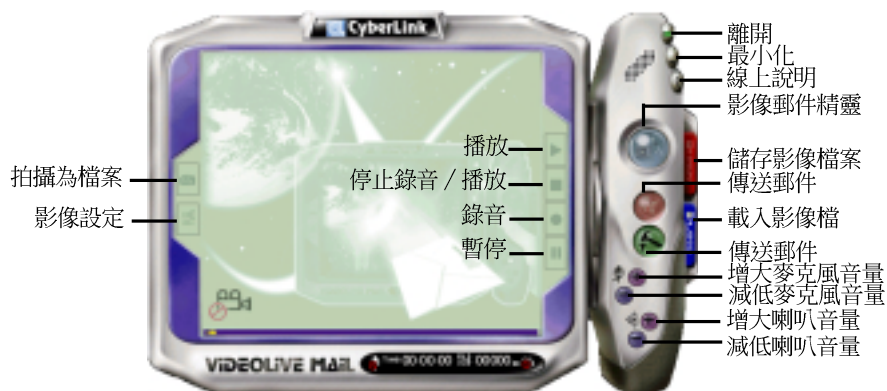 CyberLink
離開
最小化
線上說明
影像郵件精靈
播放
儲存影像檔案
拍攝為檔案
停止錄音 / 播放
傳送郵件
影像設定
錄音
載入影像檔
暫停
傳送郵件
增大麥克風音量
減低麥克風音量
增大喇叭音量
減低喇叭音量
VIDEOLIVE MAIL
00:00:00